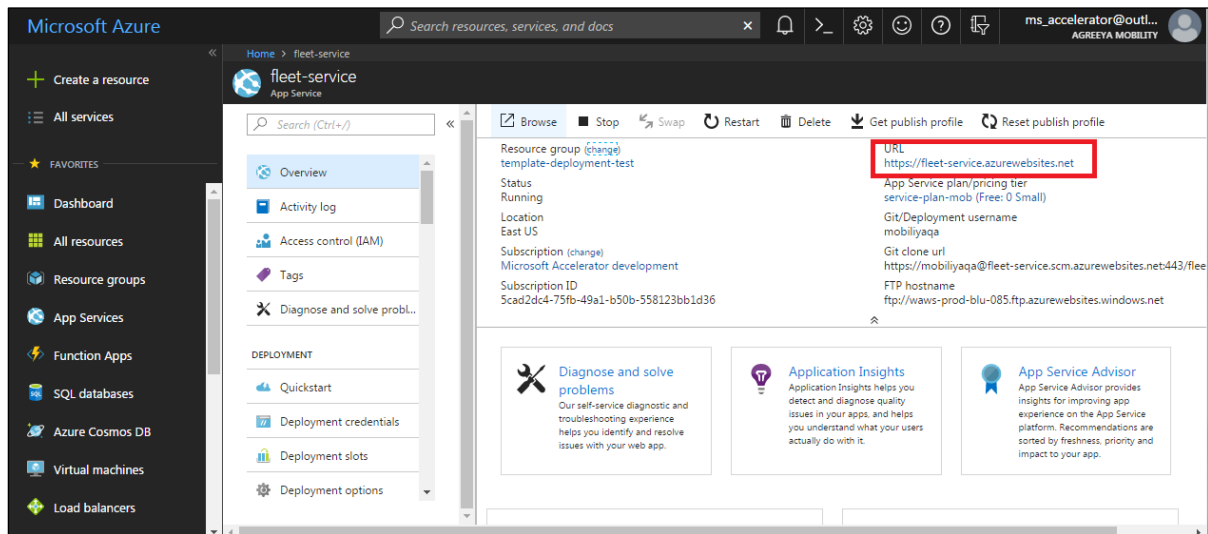 Microsoft Azure
Search resources, services, and docs
ms_accelerator@outl...
AGREEYA MOBILITY
Create a resource
All services
FAVORITES
Dashboard
All resources
Resource groups
App Services
Function Apps
SQL databases
Azure Cosmos DB
Virtual machines
Load balancers
Home > fleet-service
fleet-service
App Service
Search (Ctrl+/)
Overview
Activity log
Access control (IAM)
Tags
Diagnose and solve probl...
DEPLOYMENT
Quickstart
Deployment credentials
Deployment slots
Deployment options
Browse Stop Swap Restart Delete Get publish profile Reset publish profile
Resource group (change)
template-deployment-test
Status
Running
Location
East US
Subscription (change)
Microsoft Accelerator development
Subscription ID
5cad2dc4-75fb-49a1-b50b-558123bb1d36
URL
https://fleet-service.azurewebsites.net
App Service plan/pricing tier
service-plan-mob (Free: 0 Small)
Git/Deployment username
mobiliyaqa
Git clone url
https://mobiliyaqa@fleet-service.scm.azurewebsites.net:443/flee
FTP hostname
ftp://waws-prod-blu-085.ftp.azurewebsites.windows.net
Diagnose and solve
problems
Our self-service diagnostic and
troubleshooting experience
helps you identify and resolve
issues with your web app.
Application Insights
Application Insights helps you
detect and diagnose quality
issues in your apps, and helps
you understand what your users
actually do with it.
App Service Advisor
App Service Advisor provides
insights for improving app
experience on the App Service
platform. Recommendations are
sorted by freshness, priority and
impact to your app.